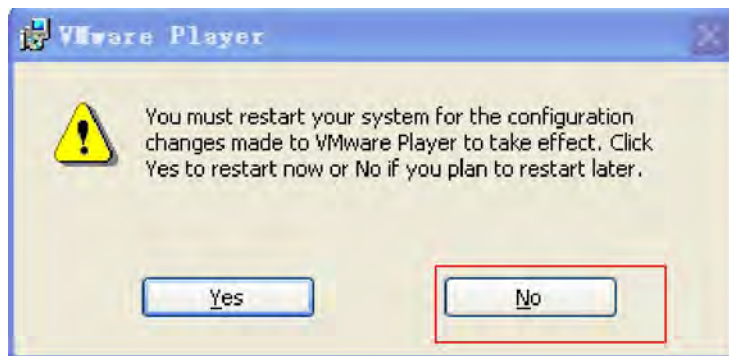 VMware Player
You must restart your system for the configuration
changes made to VMware Player to take effect. Click
Yes to restart now or No if you plan to restart later.
Yes
No